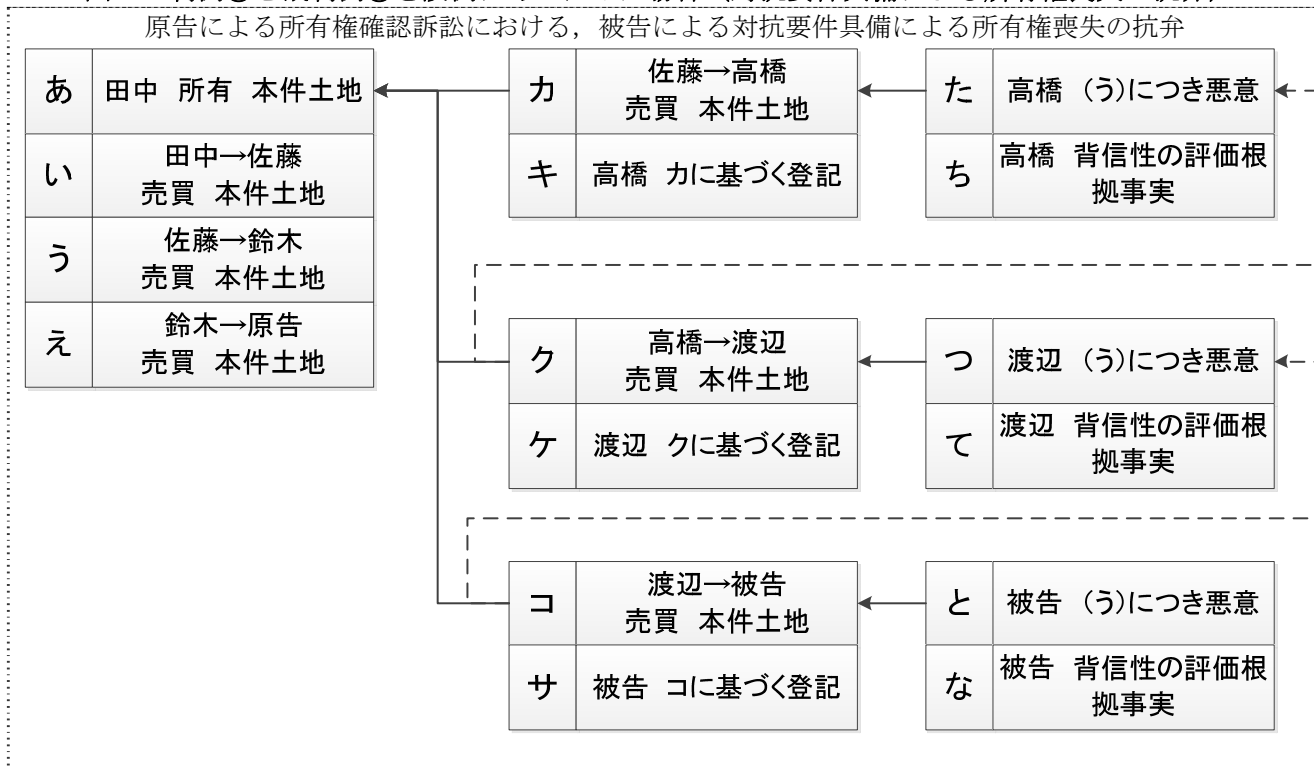 原告による所有権確認訴訟における，被告による対抗要件具備による所有権喪失の抗弁
あ
田中 所有 本件土地
い
田中→佐藤
売買 本件土地
う
佐藤→鈴木
売買 本件土地
え
鈴木→原告
売買 本件土地
カ
佐藤→高橋
売買 本件土地
キ
高橋 カに基づく登記
た
高橋 （う）につき悪意
ち
高橋 背信性の評価根
拠事実
ク
高橋→渡辺
売買 本件土地
ケ
渡辺 クに基づく登記
つ
渡辺 （う）につき悪意
て
渡辺 背信性の評価根
拠事実
コ
渡辺→被告
売買 本件土地
サ
被告 コに基づく登記
と
被告 （う）につき悪意
な
被告 背信性の評価根
拠事実